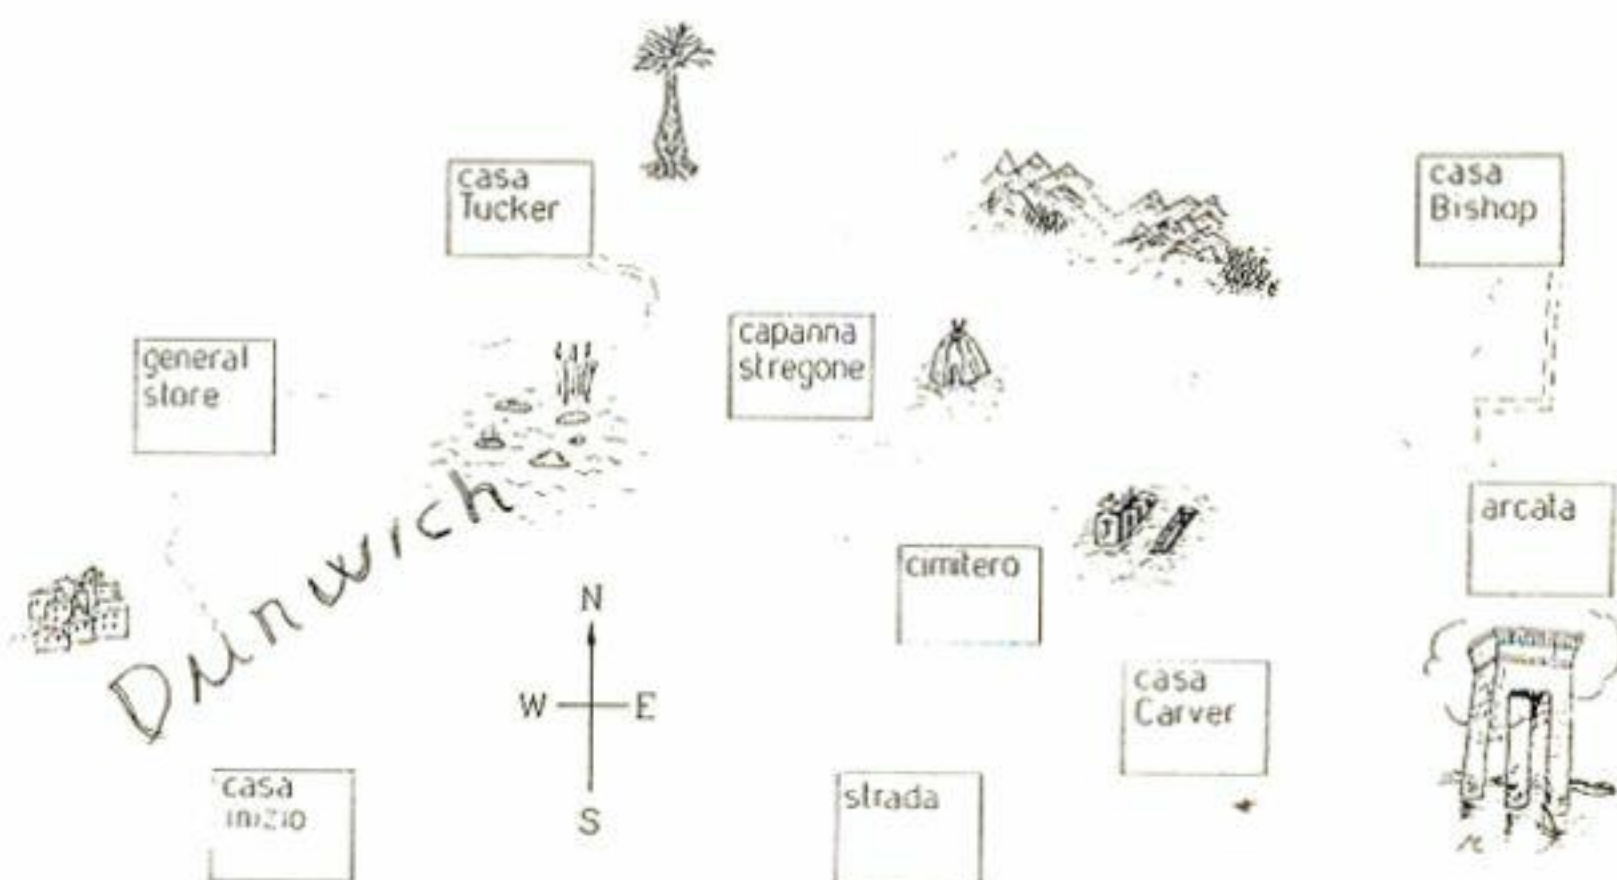 casa
Tucker
casa
Bishop
capanna
stregone
general
store
arcata
Dunwich
cimitero
N
W E
S
casa
Carver
casa
inizio
strada